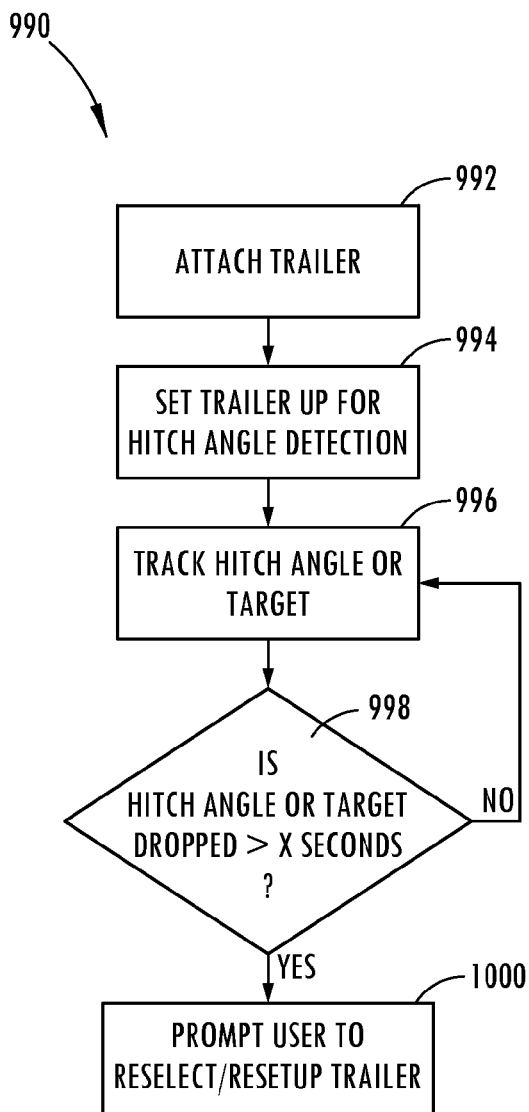 990
992
ATTACH TRAILER
994
SET TRAILER UP FOR
HITCH ANGLE DETECTION
996
TRACK HITCH ANGLE OR
TARGET
998
IS
HITCH ANGLE OR TARGET
DROPPED > X SECONDS
?
NO
YES
1000
PROMPT USER TO
RESELECT/RESETUP TRAILER